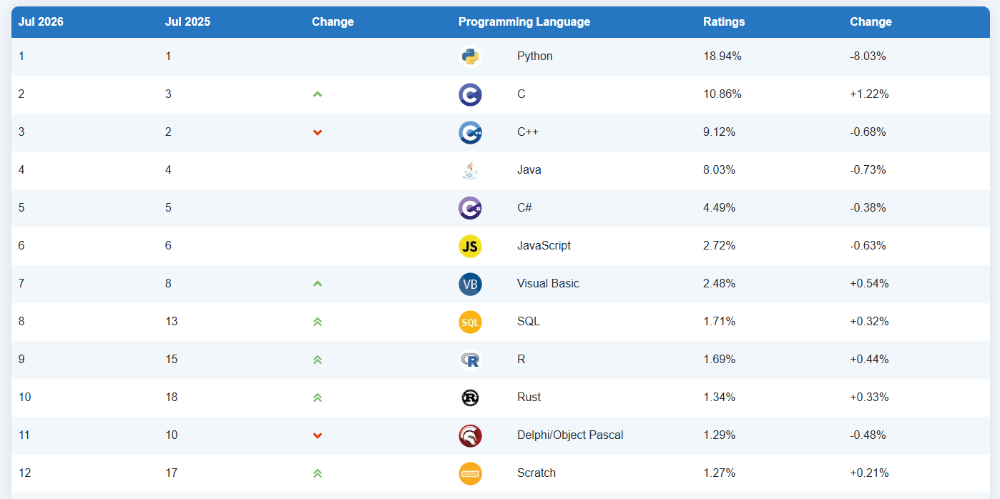 Jul 2026 Jul 2025 Change Programming Language Ratings Change
1 1 Python 18.94% -8.03%
2 3 C 10.86% +1.22%
3 2 C++ 9.12% -0.68%
4 4 Java 8.03% -0.73%
5 5 C# 4.49% -0.38%
6 6 JS JavaScript 2.72% -0.63%
7 8 VB Visual Basic 2.48% +0.54%
8 13 SQL SQL 1.71% +0.32%
9 15 R R 1.69% +0.44%
10 18 R Rust 1.34% +0.33%
11 10 Delphi/Object Pascal 1.29% -0.48%
12 17 Scratch 1.27% +0.21%